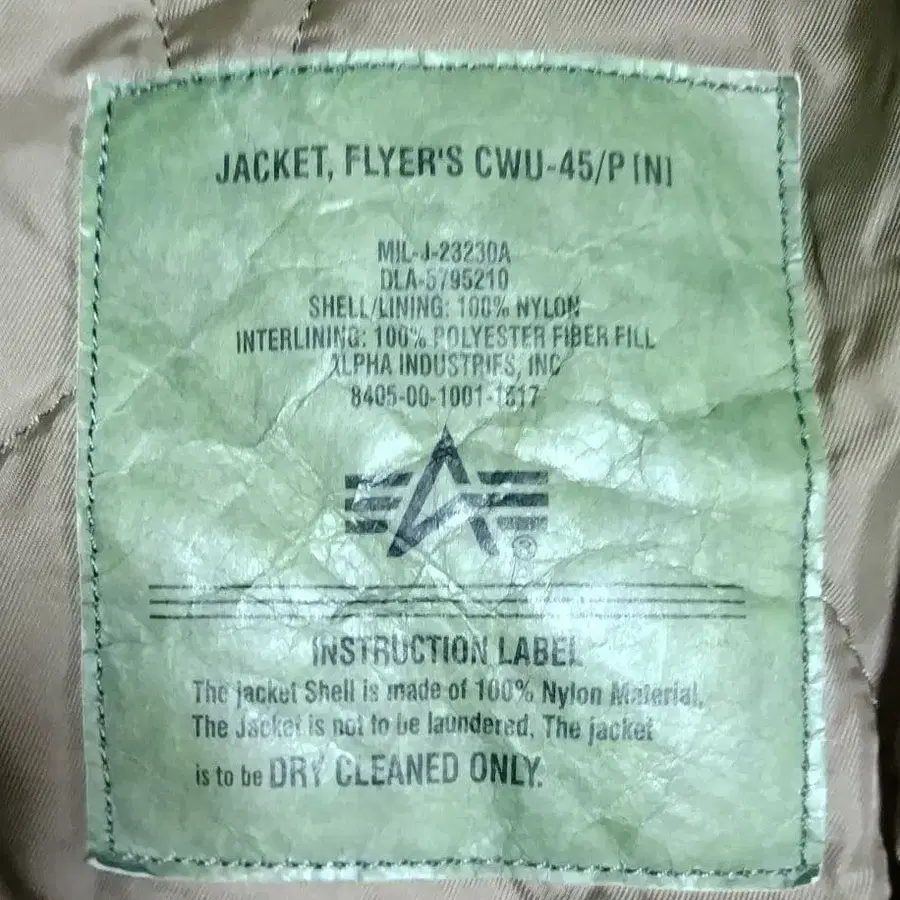 JACKET, FLYER'S CWU-45/P [N]
MIL-J-23230A
DLA-5795210
SHELL/LINING: 100% NYLON
INTERLINING: 100% POLYESTER FIBER FILL
ALPHA INDUSTRIES, INC
8405-00-1001-1617
®
INSTRUCTION LABEL
The jacket Shell is made of 100% Nylon Material,
The Jacket is not to be laundered, The jacket
is to be DRY CLEANED ONLY.